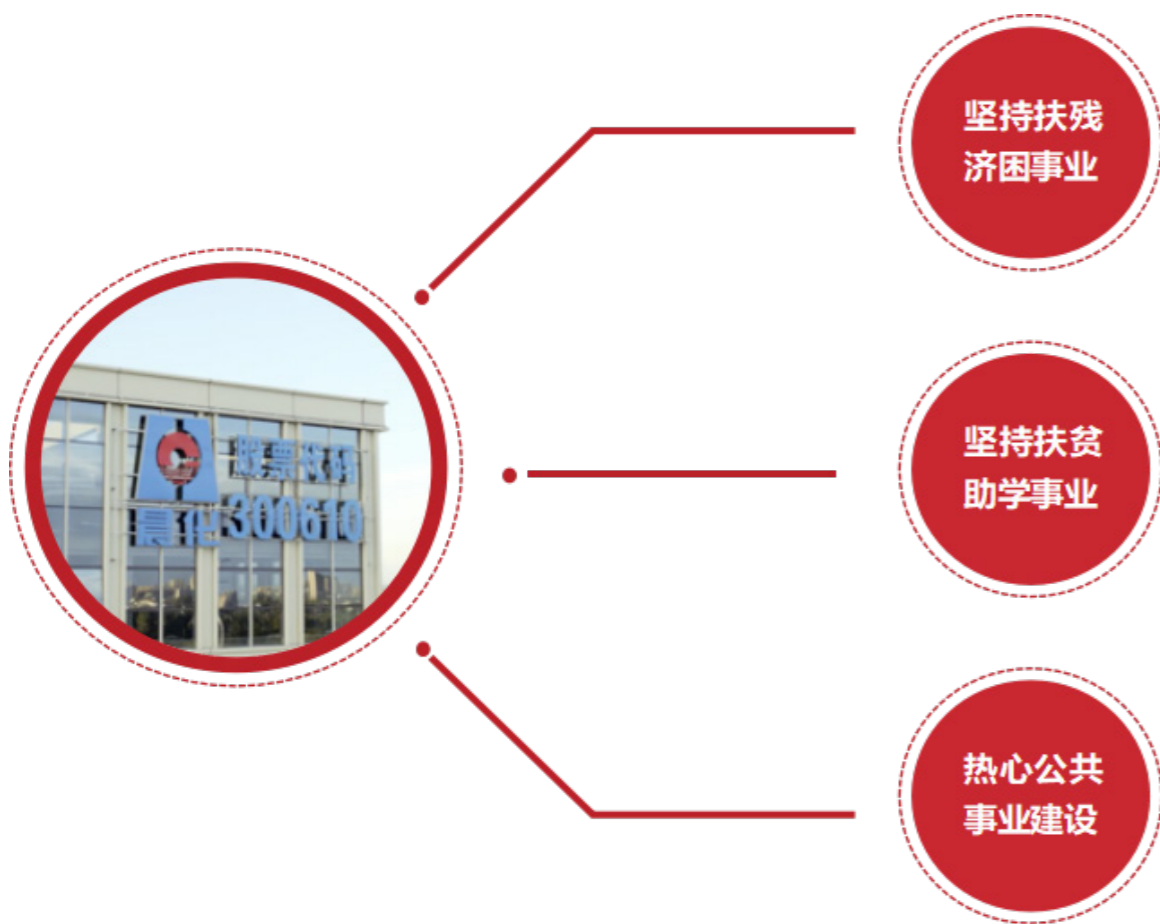 坚持扶残
济困事业
股票代码
晨化 300610
坚持扶贫
助学事业
热心公共
事业建设